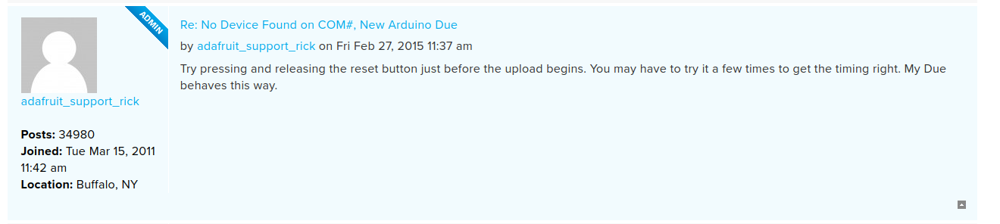 ADMIN
adafruit_support_rick
Posts: 34980
Joined: Tue Mar 15, 2011
11:42 am
Location: Buffalo, NY
Re: No Device Found on COM#, New Arduino Due
by adafruit_support_rick on Fri Feb 27, 2015 11:37 am
Try pressing and releasing the reset button just before the upload begins. You may have to try it a few times to get the timing right. My Due
behaves this way.